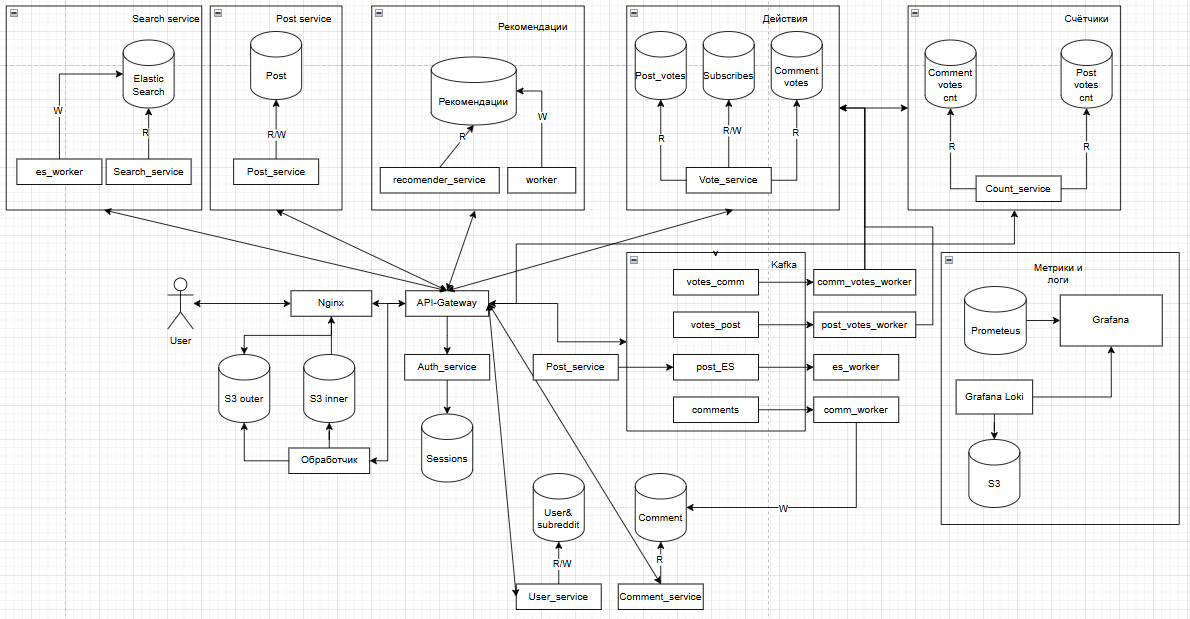 Search service
Elastic
Search
W
R
es_worker
Search_service
Post service
Post
R/W
Post_service
Рекомендации
Рекомендации
R
W
recomender_service
worker
Действия
Post_votes
Subscribes
Comment
votes
R
R/W
R
Vote_service
Счётчики
Comment
votes
cnt
Post
votes
cnt
R
R
Count_service
User
Nginx
API-Gateway
S3 outer
S3 inner
Обработчик
Auth_service
Sessions
Post_service
Kafka
v
votes_comm
votes_post
post_ES
comments
comm_votes_worker
post_votes_worker
es_worker
comm_worker
W
Метрики и
логи
Prometeus
Grafana
Grafana Loki
S3
User&
subreddit
R/W
User_service
Comment
R
Comment_service